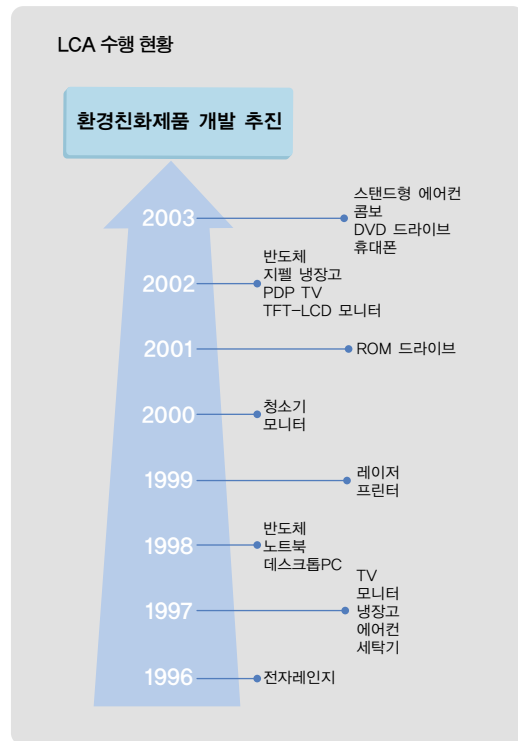 LCA 수행 현황
환경친화제품 개발 추진
2003
스탠드형 에어컨
콤보
DVD 드라이브
휴대폰
2002
반도체
지펠 냉장고
PDP TV
TFT-LCD 모니터
2001
ROM 드라이브
2000
청소기
모니터
1999
레이저
프린터
1998
반도체
노트북
데스크톱PC
1997
TV
모니터
냉장고
에어컨
세탁기
1996
전자레인지